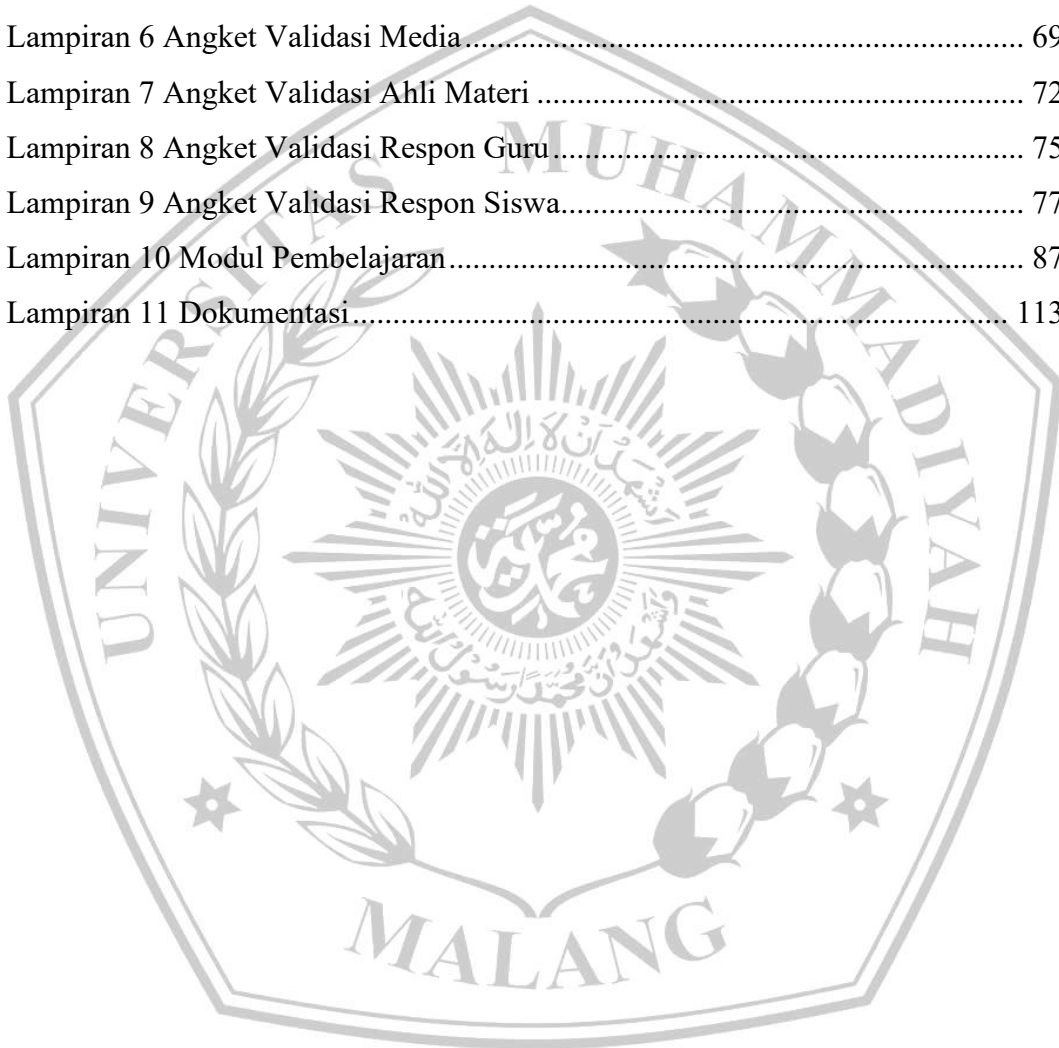 Lampiran 6 Angket Validasi Media........................................................................ 69
Lampiran 7 Angket Validasi Ahli Materi ............................................................... 72
Lampiran 8 Angket Validasi Respon Guru............................................................. 75
Lampiran 9 Angket Validasi Respon Siswa............................................................ 77
Lampiran 10 Modul Pembelajaran.......................................................................... 87
Lampiran 11 Dokumentasi..................................................................................... 113
UNIVERSITAS MUHAMMADIYAH
MALANG